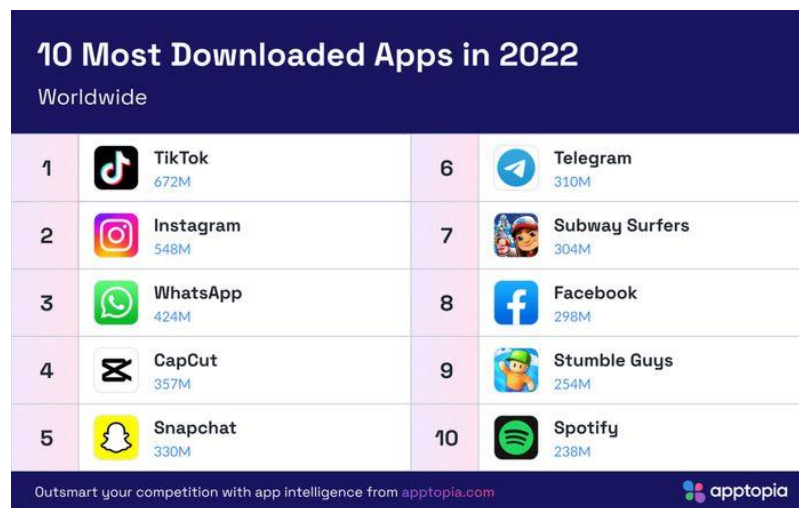 10 Most Downloaded Apps in 2022
Worldwide
1
TikTok
672M
2
Instagram
548M
3
WhatsApp
424M
4
CapCut
357M
5
Snapchat
330M
6
Telegram
310M
7
Subway Surfers
304M
8
Facebook
298M
9
Stumble Guys
254M
10
Spotify
238M
Outsmart your competition with app intelligence from apptopia.com
apptopia